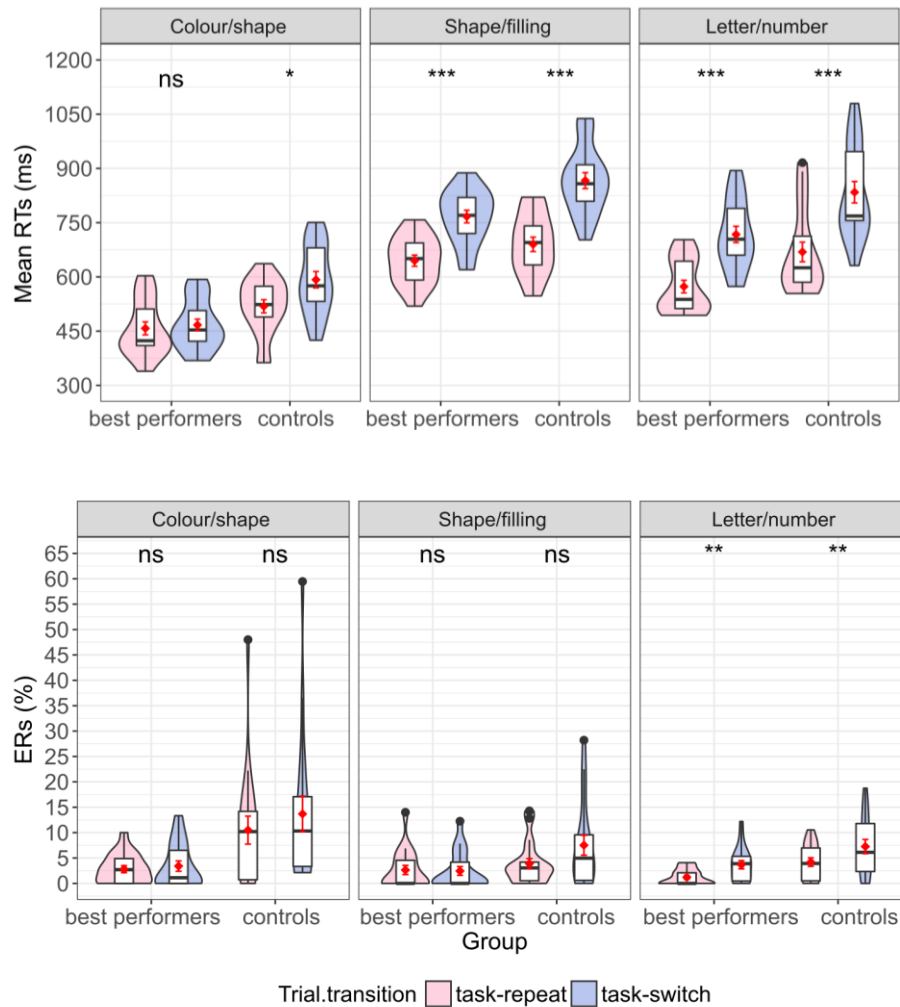 Colour/shape Shape/filling Letter/number
Mean RTs (ms)
1200
1050
900
750
600
450
300
ns * *** *** *** ***
best performers controls best performers controls best performers controls
Colour/shape Shape/filling Letter/number
ERs (%)
65
60
55
50
45
40
35
30
25
20
15
10
5
0
ns ns ns ns ** **
best performers controls best performers controls best performers controls
Group
Trial.transition task-repeat task-switch